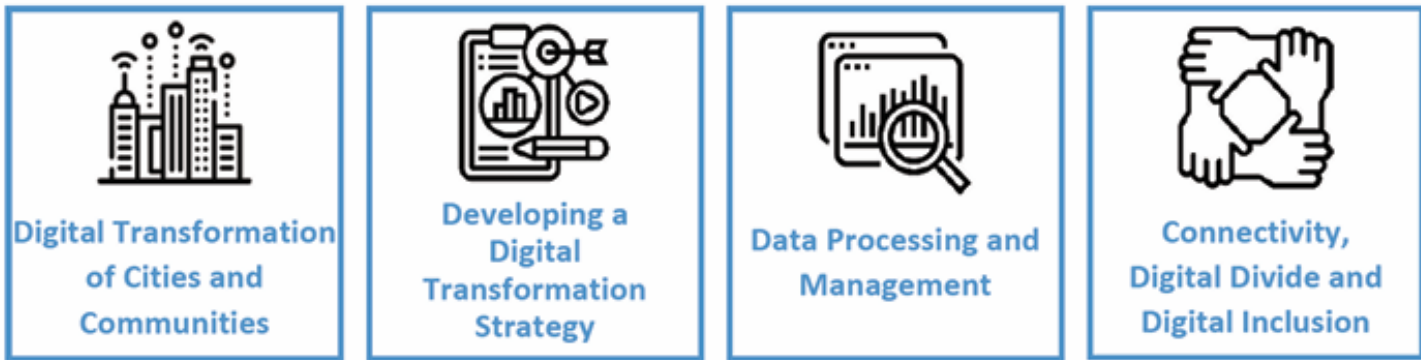 Digital Transformation
of Cities and
Communities
Developing a
Digital
Transformation
Strategy
Data Processing and
Management
Connectivity,
Digital Divide and
Digital Inclusion